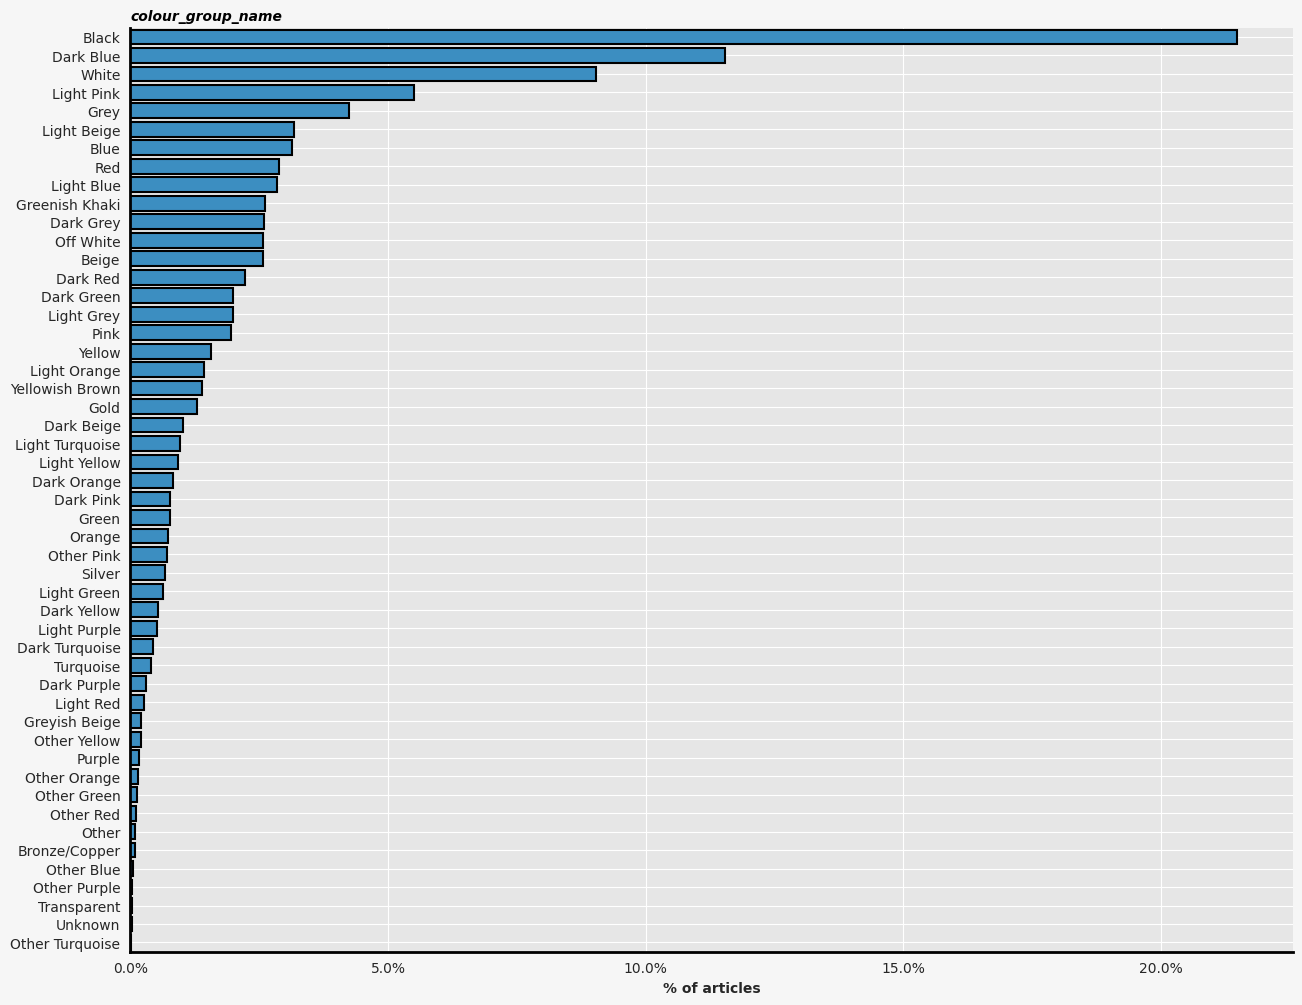 colour_group_name
Black
Dark Blue
White
Light Pink
Grey
Light Beige
Blue
Red
Light Blue
Greenish Khaki
Dark Grey
Off White
Beige
Dark Red
Dark Green
Light Grey
Pink
Yellow
Light Orange
Yellowish Brown
Gold
Dark Beige
Light Turquoise
Light Yellow
Dark Orange
Dark Pink
Green
Orange
Other Pink
Silver
Light Green
Dark Yellow
Light Purple
Dark Turquoise
Turquoise
Dark Purple
Light Red
Greyish Beige
Other Yellow
Purple
Other Orange
Other Green
Other Red
Other
Bronze/Copper
Other Blue
Other Purple
Transparent
Unknown
Other Turquoise
0.0% 5.0% 10.0% 15.0% 20.0%
% of articles